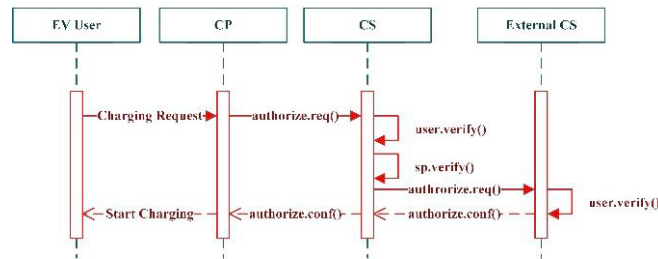 EV User
CP
CS
External CS
Charging Request
authorize.req()
user.verify()
sp.verify()
authrorize.req()
user.verify()
Start Charging
authorize.conf()
authorize.conf()